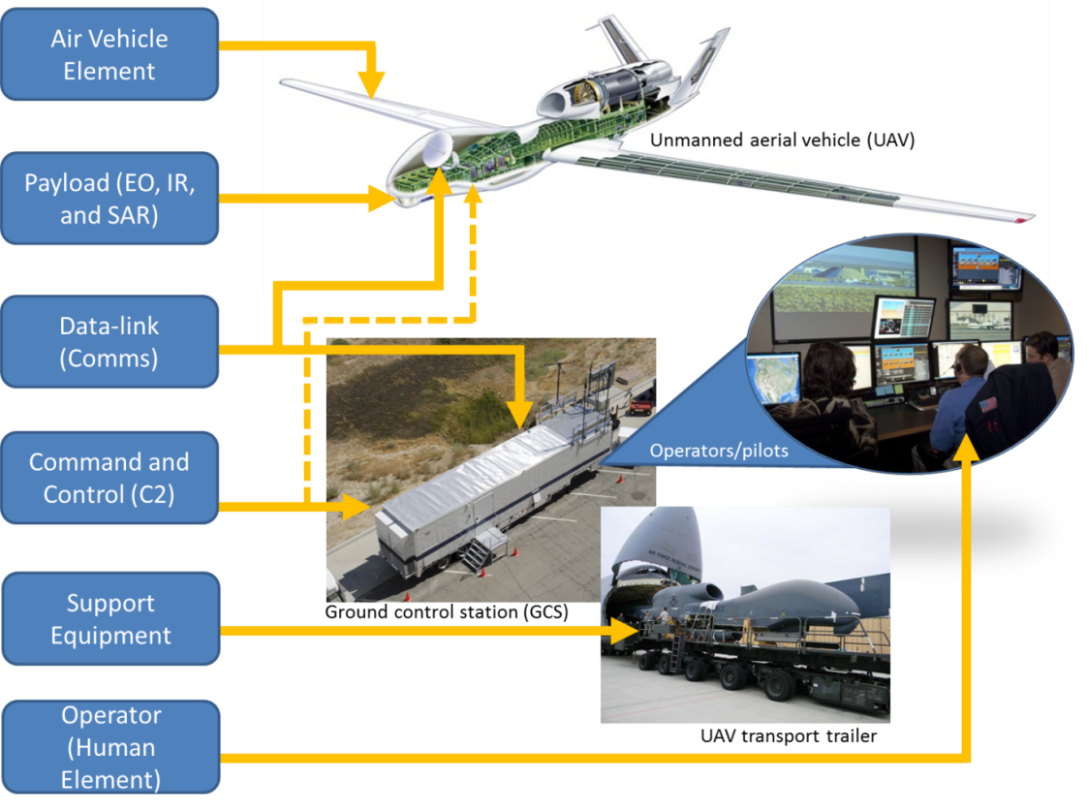 Air Vehicle
Element
Unmanned aerial vehicle (UAV)
Payload (EO, IR,
and SAR)
Data-link
(Comms)
Command and
Control (C2)
Operators/pilots
Support
Equipment
Ground control station (GCS)
Operator
(Human
Element)
UAV transport trailer